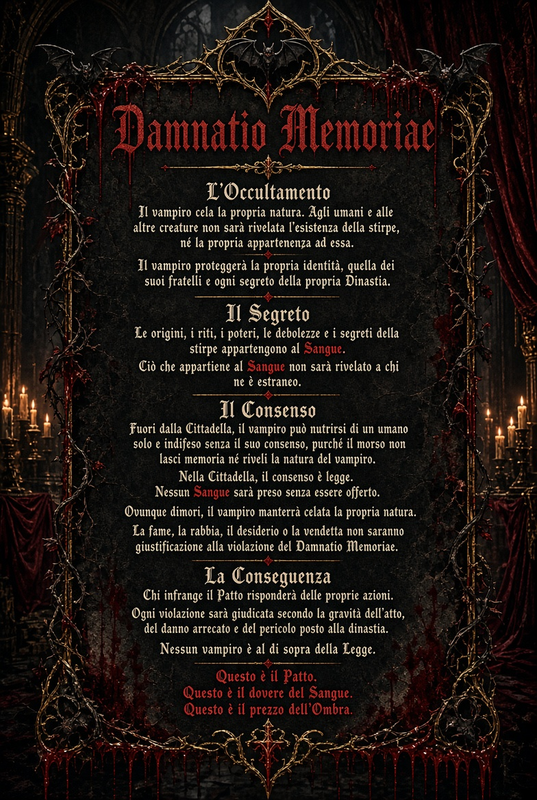 Damnatio Memoriae
L'Occultamento
Il vampiro cela la propria natura. Agli umani e alle
altre creature non sarà rivelata l'esistenza della stirpe,
né la propria appartenenza ad essa.
Il vampiro proteggerà la propria identità, quella dei
suoi fratelli e ogni segreto della propria Dinastia.
Il Segreto
Le origini, i riti, i poteri, le debolezze e i segreti della
stirpe appartengono al Sangue.
Ciò che appartiene al Sangue non sarà rivelato a chi
ne è estraneo.
Il Consenso
Fuori dalla Cittadella, il vampiro può nutrirsi di un umano
solo e indifeso senza il suo consenso, purché il morso non
lasci memoria né riveli la natura del vampiro.
Nella Cittadella, il consenso è legge.
Nessun Sangue sarà preso senza essere offerto.
Ovunque dimori, il vampiro manterrà celata la propria natura.
La fame, la rabbia, il desiderio o la vendetta non saranno
giustificazione alla violazione del Damnatio Memoriae.
La Conseguenza
Chi infrange il Patto risponderà delle proprie azioni.
Ogni violazione sarà giudicata secondo la gravità dell'atto,
del danno arrecato e del pericolo posto alla dinastia.
Nessun vampiro è al di sopra della Legge.
Questo è il Patto.
Questo è il dovere del Sangue.
Questo è il prezzo dell'Ombra.